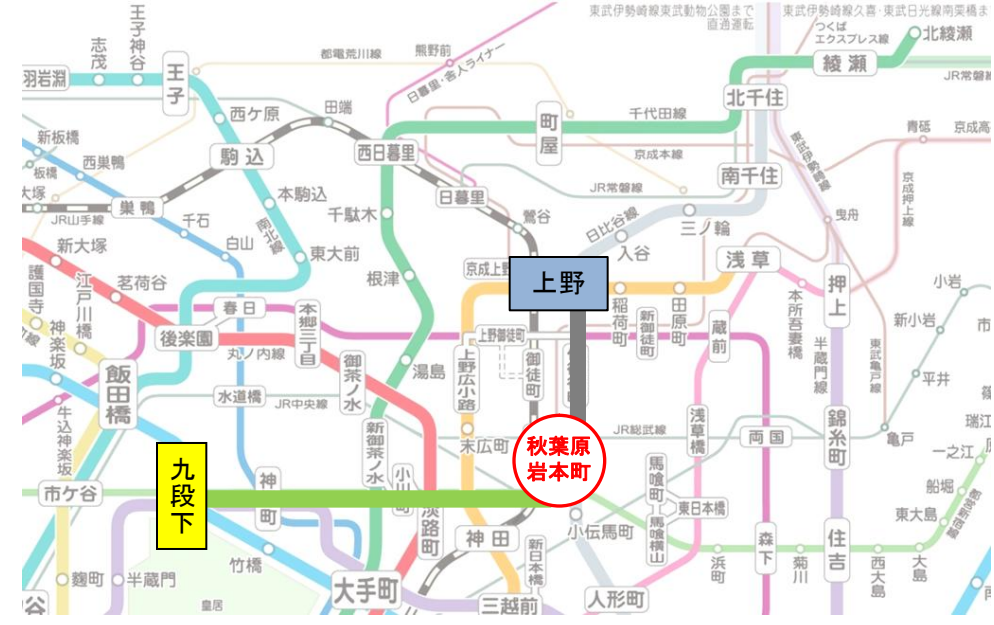 東武伊勢崎線東武動物公園まで
直通運転
東武伊勢崎線久喜・東武日光線南栗橋ま
つくば
エクスプレス線
北綾瀬
綾瀬
JR常磐
王子神谷
志茂
羽岩淵
王子
都電荒川線
熊野前
日暮里・舎人ライナー
西ケ原
田端
町屋
千代田線
北千住
東武伊勢崎線
青砥
京成高
新板橋
板橋
西巣鴨
大塚
駒込
西日暮里
京成本線
南千住
京成押上線
JR山手線
巣鴨
千石
本駒込
南北線
千駄木
日暮里
JR常磐線
鶯谷
日比谷線
三ノ輪
入谷
曳舟
新大塚
白山
東大前
護国寺
江戸川橋
茗荷谷
根津
京成上野
上野
浅草
押上
小岩
神楽坂
春日
後楽園
本郷三丁目
稲荷町
田原町
新御徒町
蔵前
本所吾妻橋
半蔵門線
新小岩
東武亀戸線
平井
丸ノ内線
御茶ノ水
湯島
上野広小路
上野御徒町
御徒町
飯田橋
水道橋
JR中央線
牛込神楽坂
新御茶ノ水
末広町
秋葉原
岩本町
JR総武線
浅草橋
両国
錦糸町
亀戸
瑞江
一之江
船堀
都営新宿線
九段下
市ケ谷
神
町
小川町
淡路町
神田
小伝馬町
馬喰町
馬喰横山
東日本橋
森下
浜町
菊川
住吉
西大島
大島
東大島
麹町
半蔵門
竹橋
皇居
大手町
新日本橋
三越前
人形町
谷